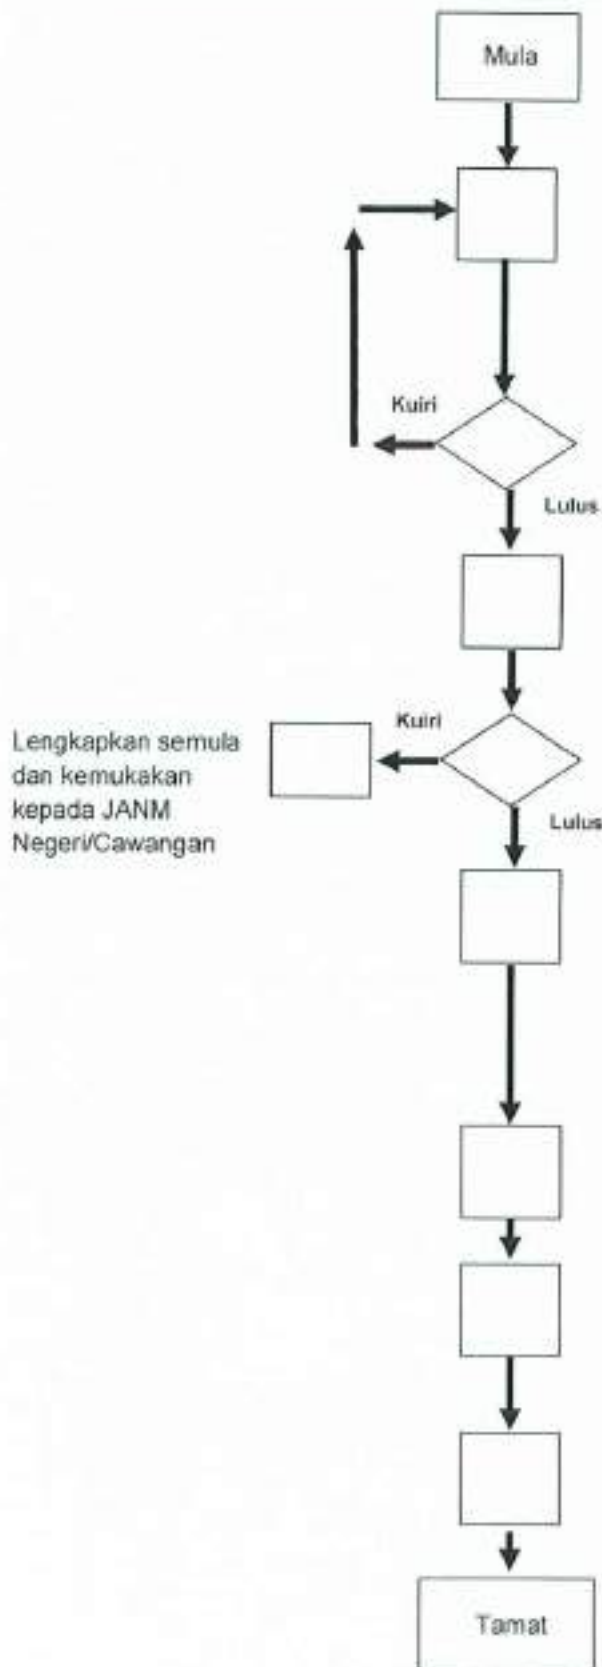 Mula
Kuiri
Lulus
Kuiri
Lengkapkan semula
dan kemukakan
kepada JANM
Negeri/Cawangan
Lulus
Tamat